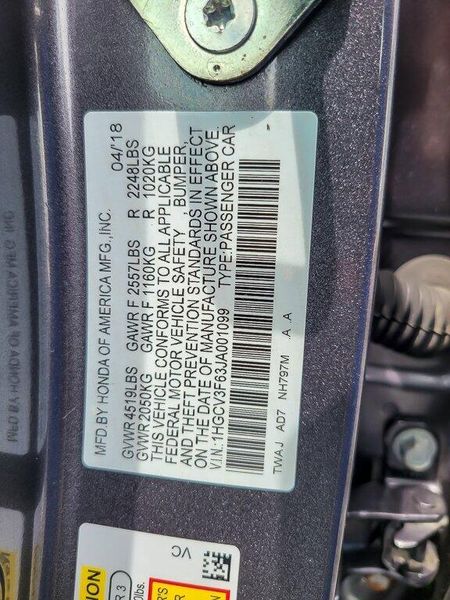 MFD.BY HONDA OF AMERICA MFG.,INC. 04/'18
GVWR 4519LBS GAWR F 2557LBS R 2248LBS
GVWR 2050KG GAWR F 1160KG R 1020KG
THIS VEHICLE CONFORMS TO ALL APPLICABLE
FEDERAL MOTOR VEHICLE SAFETY , BUMPER,
AND THEFT PREVENTION STANDARDS IN EFFECT
ON THE DATE OF MANUFACTURE SHOWN ABOVE.
V.I.N.:1HGCV3F63JA001099 TYPE:PASSENGER CAR
TWAJ AD7 NH797M A A
VC